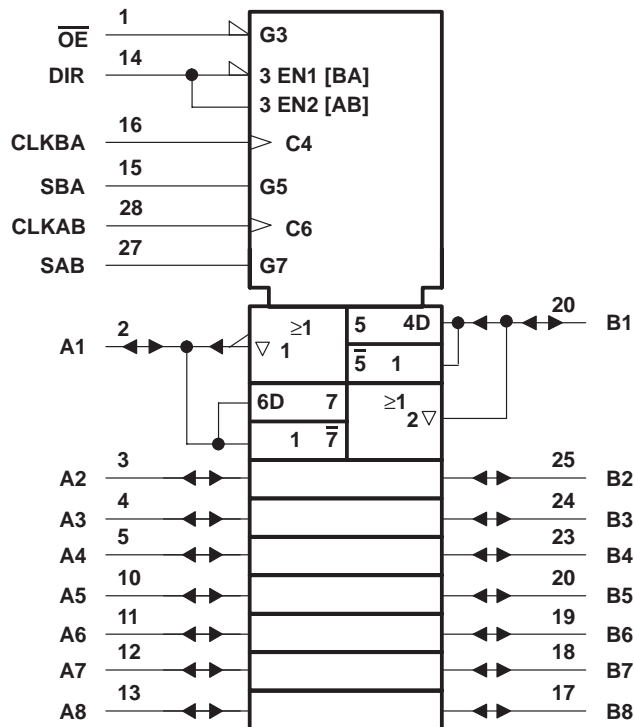 1
O̅E̅ G3
14
DIR 3 EN1 [BA]
3 EN2 [AB]
16
CLKBA C4
15
SBA G5
28
CLKAB C6
27
SAB G7
2 ≥1 5 4D 20
A1 ▽ 1 B1
5̅ 1
6D 7 ≥1
2 ▽
1 7̅
3 25
A2 B2
4 24
A3 B3
5 23
A4 B4
10 20
A5 B5
11 19
A6 B6
12 18
A7 B7
13 17
A8 B8